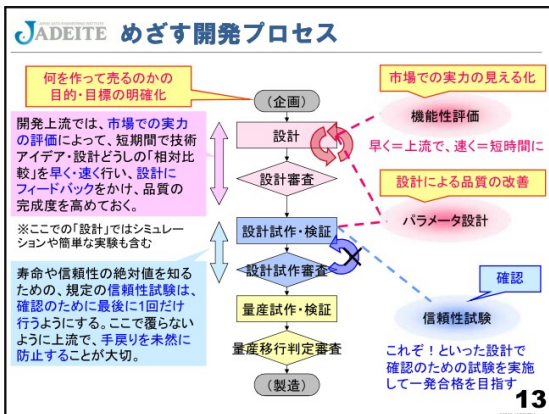 JADEITE めざす開発プロセス
何を作って売るのかの
目的・目標の明確化
開発上流では、市場での実力
の評価によって、短期間で技術
アイデア・設計どうしの「相対比
較」を早く・速く行い、設計に
フィードバックをかけ、品質の
完成度を高めておく。
※ここでの「設計」ではシミュレー
ションや簡単な実験も含む
寿命や信頼性の絶対値を知る
ための、規定の信頼性試験は、
確認のために最後に1回だけ
行うようにする。ここで覆らない
ように上流で、手戻りを未然に
防止することが大切。
(企画)
設計
設計審査
設計試作・検証
設計試作審査
量産試作・検証
量産移行判定審査
(製造)
市場での実力の見える化
機能性評価
早く=上流で、速く=短時間に
設計による品質の改善
パラメータ設計
確認
信頼性試験
これぞ!といった設計で
確認のための試験を実施
して一発合格を目指す
13